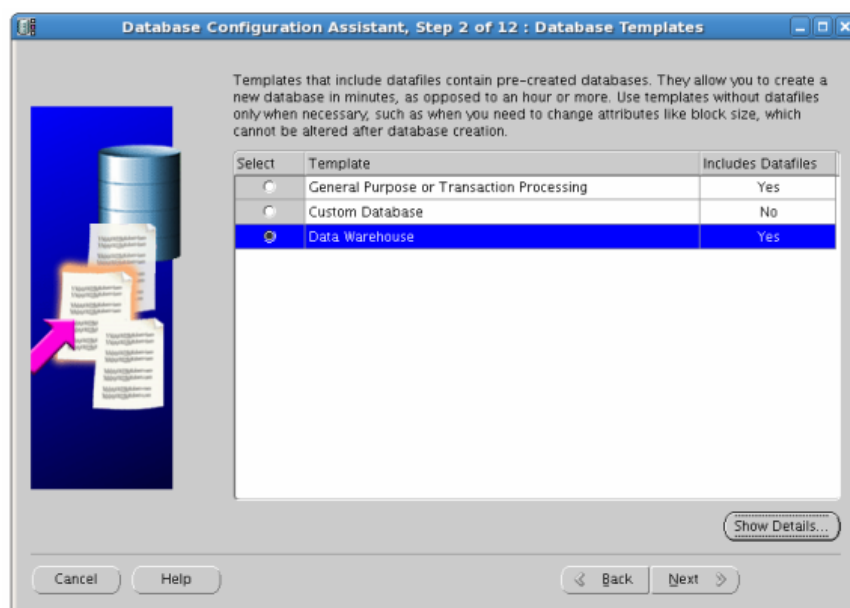 Database Configuration Assistant, Step 2 of 12 : Database Templates
Templates that include datafiles contain pre-created databases. They allow you to create a
new database in minutes, as opposed to an hour or more. Use templates without datafiles
only when necessary, such as when you need to change attributes like block size, which
cannot be altered after database creation.
Select Template Includes Datafiles
General Purpose or Transaction Processing Yes
Custom Database No
Data Warehouse Yes
Show Details...
Cancel Help Back Next